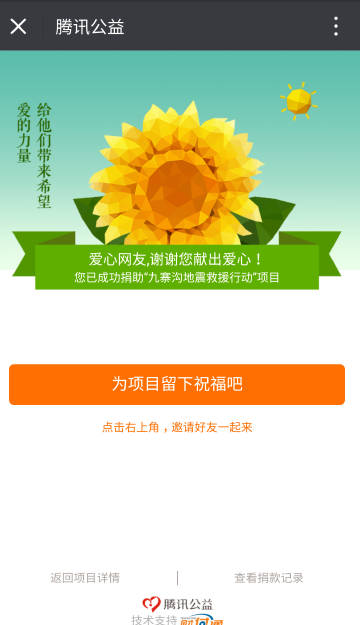 腾讯公益
给他们带来希望
爱的力量
爱心网友,谢谢您献出爱心！
您已成功捐助“九寨沟地震救援行动”项目
为项目留下祝福吧
点击右上角，邀请好友一起来
返回项目详情
查看捐款记录
腾讯公益
技术支持
财付通